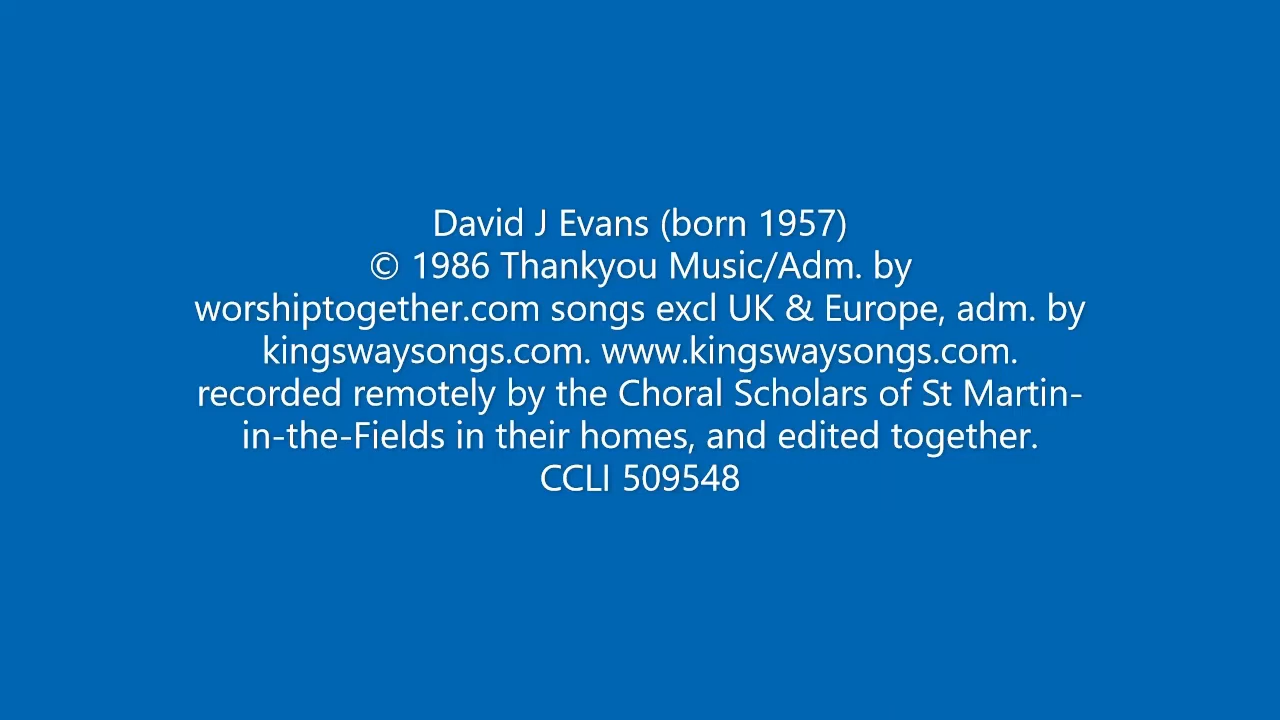 David J Evans (born 1957)
© 1986 Thankyou Music/Adm. by
worshiptogether.com songs excl UK & Europe, adm. by
kingswaysongs.com. www.kingswaysongs.com.
recorded remotely by the Choral Scholars of St Martin-
in-the-Fields in their homes, and edited together.
CCLI 509548